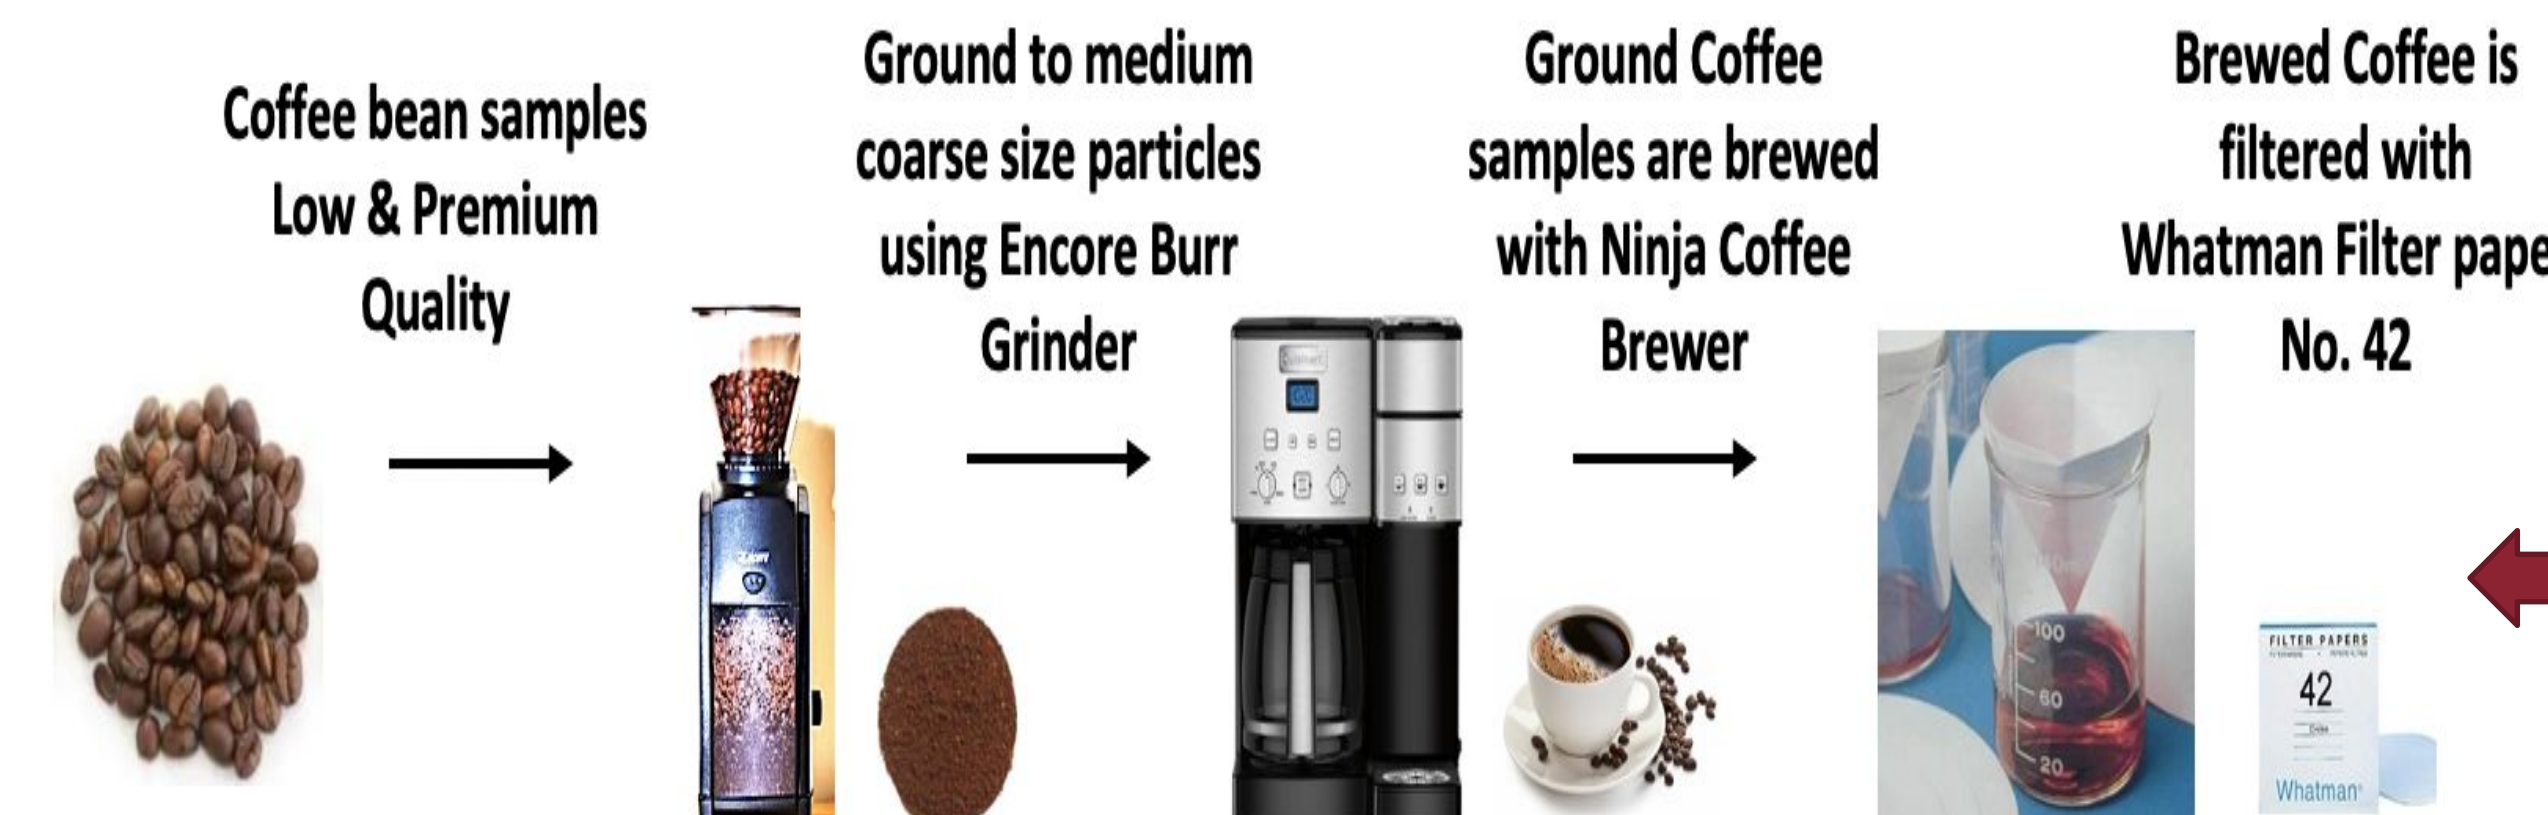 Coffee bean samples
Low & Premium
Quality
Ground to medium
coarse size particles
using Encore Burr
Grinder
Ground Coffee
samples are brewed
with Ninja Coffee
Brewer
Brewed Coffee is
filtered with
Whatman Filter pape
No. 42
100
60
20
FILTER PAPERS
42
Whatman